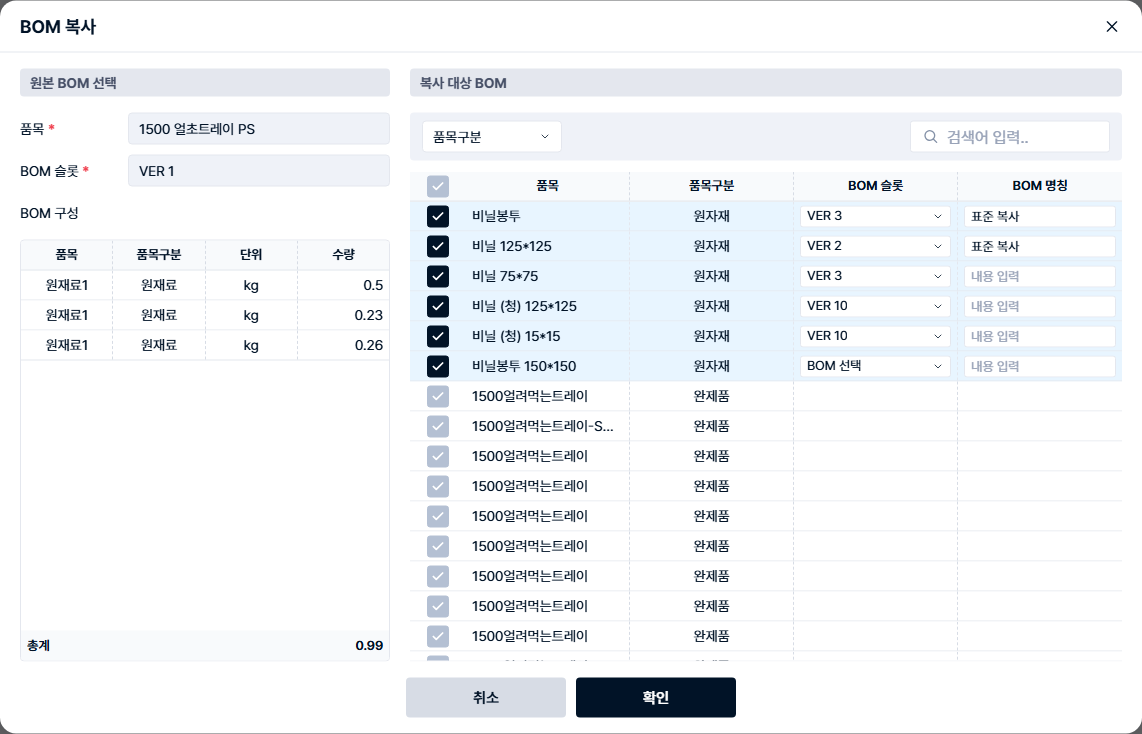 BOM 복사
원본 BOM 선택
품목 *
1500 얼초트레이 PS
BOM 슬롯 *
VER 1
BOM 구성
품목 품목구분 단위 수량
원재료1 원재료 kg 0.5
원재료1 원재료 kg 0.23
원재료1 원재료 kg 0.26
총계 0.99
복사 대상 BOM
품목구분
검색어 입력..
품목 품목구분 BOM 슬롯 BOM 명칭
비닐봉투 원자재 VER 3 표준 복사
비닐 125*125 원자재 VER 2 표준 복사
비닐 75*75 원자재 VER 3 내용 입력
비닐 (청) 125*125 원자재 VER 10 내용 입력
비닐 (청) 15*15 원자재 VER 10 내용 입력
비닐봉투 150*150 원자재 BOM 선택 내용 입력
1500얼려먹는트레이 완제품
1500얼려먹는트레이-S... 완제품
1500얼려먹는트레이 완제품
1500얼려먹는트레이 완제품
1500얼려먹는트레이 완제품
1500얼려먹는트레이 완제품
1500얼려먹는트레이 완제품
1500얼려먹는트레이 완제품
1500얼려먹는트레이 완제품
취소
확인